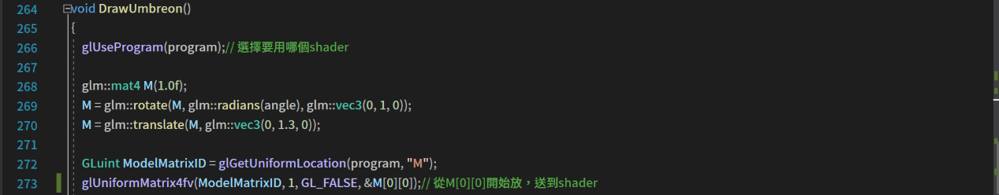 264 void DrawUmbreon()
265 {
266 glUseProgram(program);// 選擇要用哪個shader
267
268 glm::mat4 M(1.0f);
269 M = glm::rotate(M, glm::radians(angle), glm::vec3(0, 1, 0));
270 M = glm::translate(M, glm::vec3(0, 1.3, 0));
271
272 GLuint ModelMatrixID = glGetUniformLocation(program, "M");
273 glUniformMatrix4fv(ModelMatrixID, 1, GL_FALSE, &M[0][0]);// 從M[0][0]開始放，送到shader